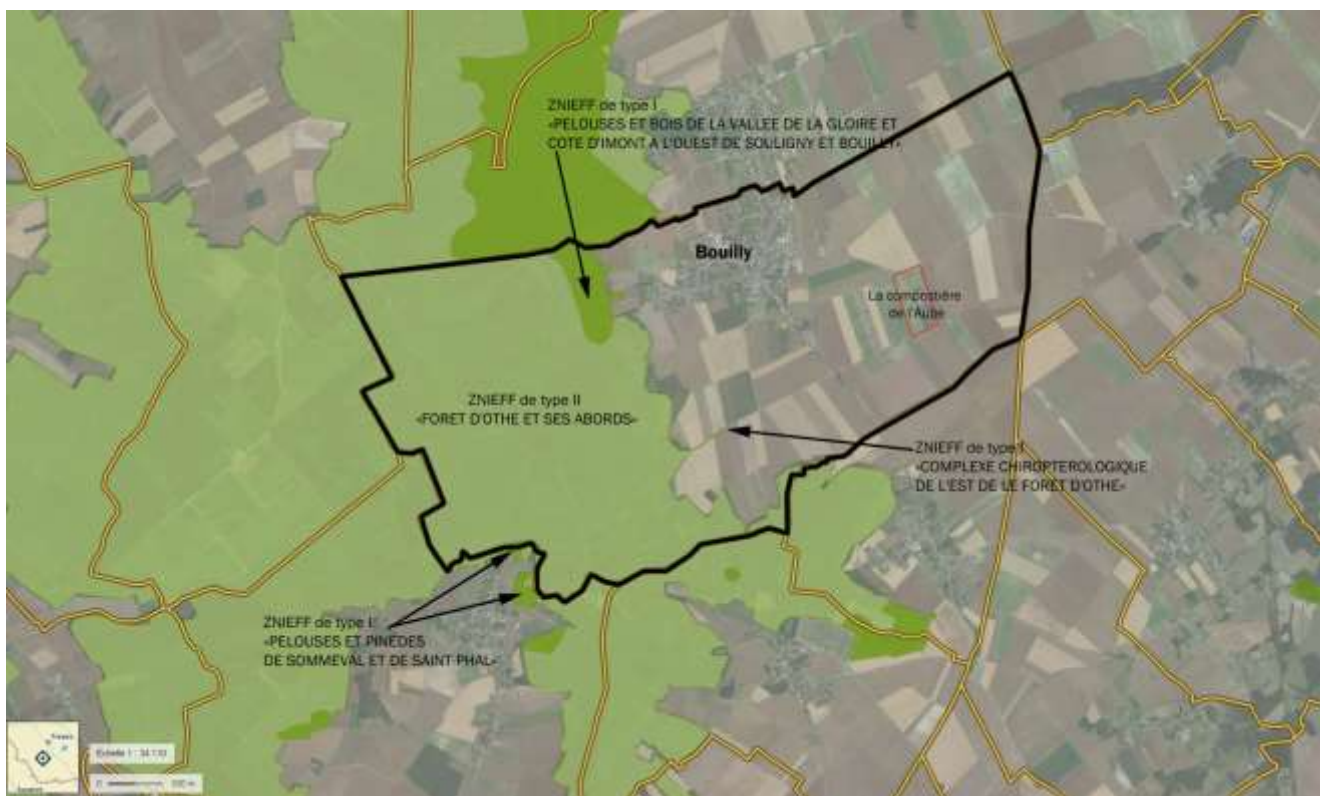 ZNIEFF de type I
«PELOUSES ET BOIS DE LA VALLEE DE LA GLOIRE ET
COTE D'IMONT A L'OUEST DE SOULIGNY ET BOUILLY»
Bouilly
La compostière
de l'Aube
ZNIEFF de type II
«FORET D'OTHE ET SES ABORDS»
ZNIEFF de type I
«COMPLEXE CHIROPTEROLOGIQUE
DE L'EST DE LE FORET D'OTHE»
ZNIEFF de type I
«PELOUSES ET PINEDES
DE SOMMEVAL ET DE SAINT PHAL»
Echelle 1 :
0